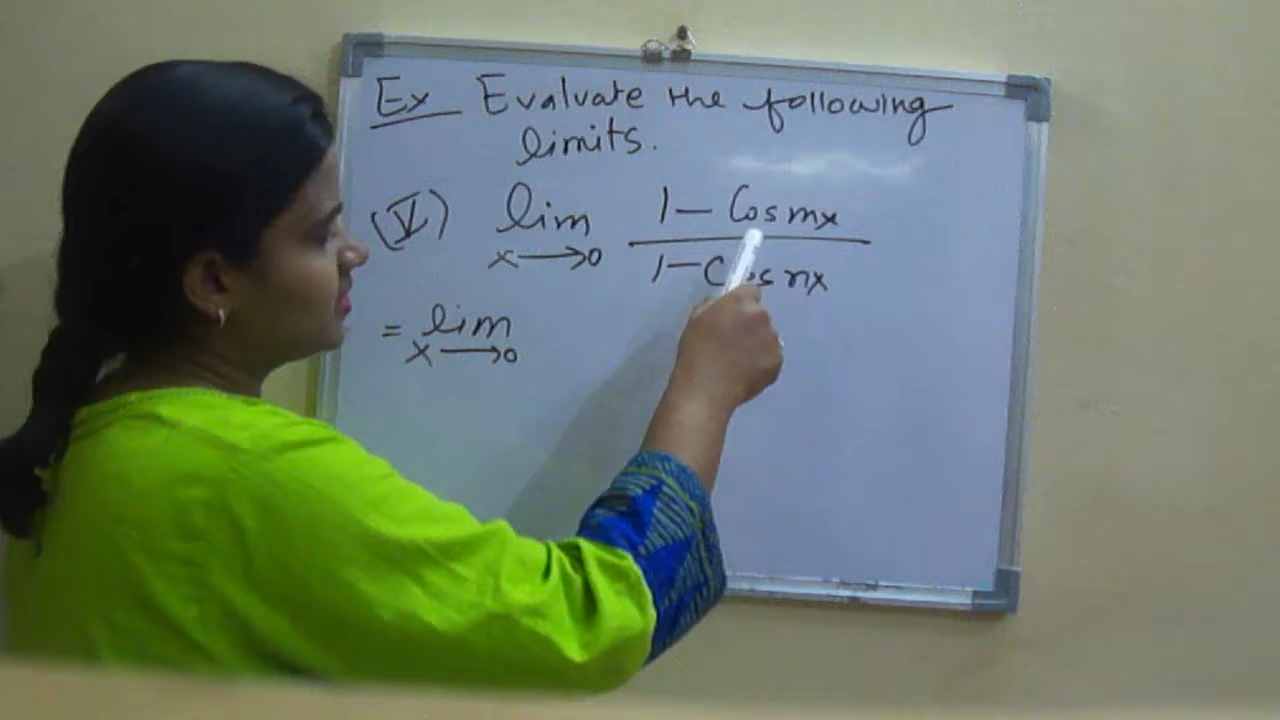 Ex Evaluate the following
limits.
(V) lim x→0 1 - Cos mx / 1 - Cos nx
= lim x→0